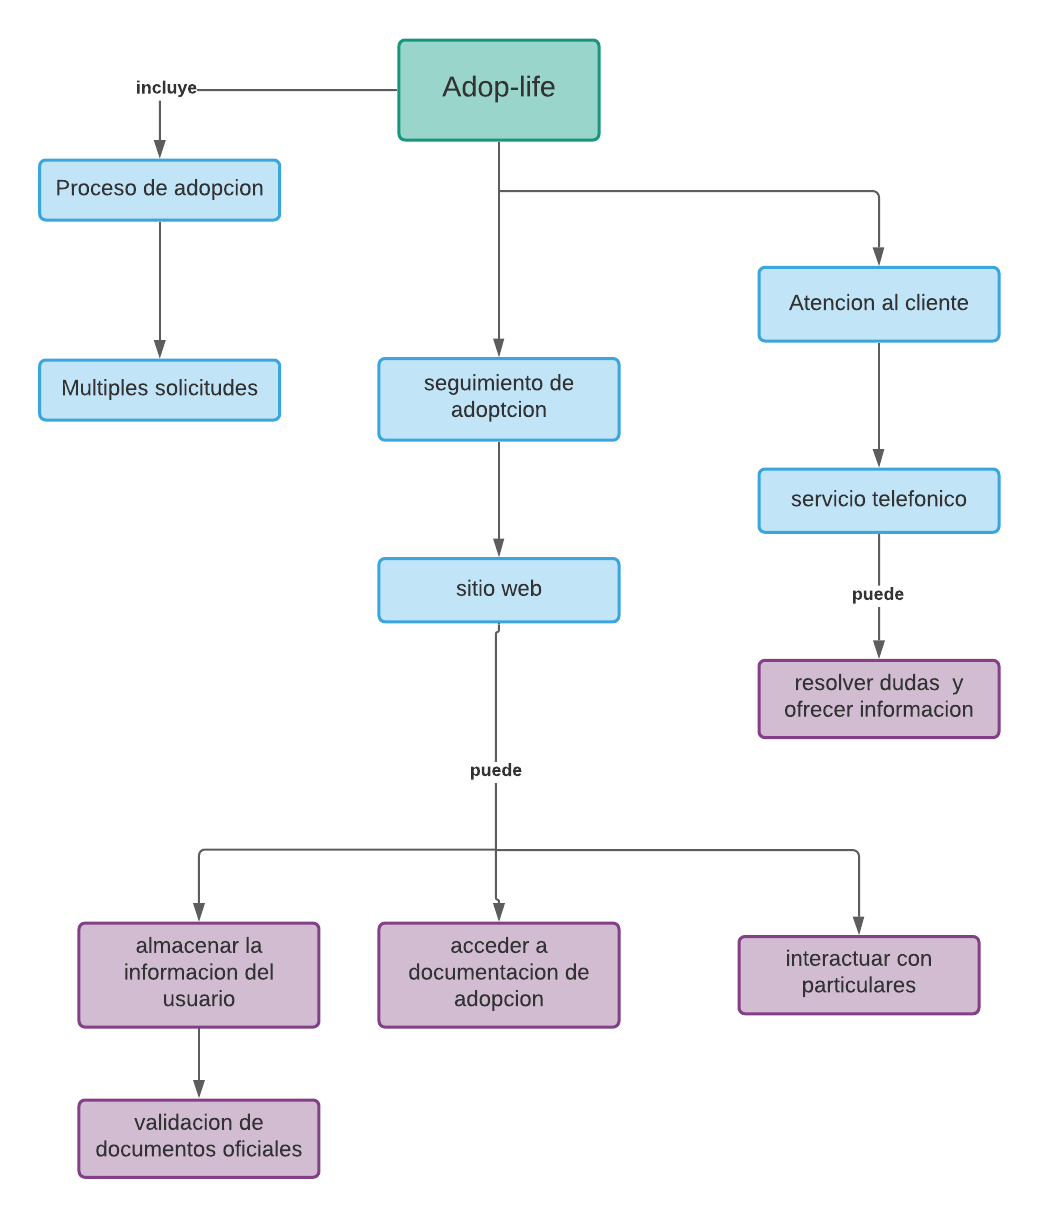 Adop-life
incluye
Proceso de adopcion
Multiples solicitudes
seguimiento de
adoptcion
sitio web
Atencion al cliente
servicio telefonico
puede
resolver dudas  y
ofrecer informacion
puede
almacenar la
informacion del
usuario
acceder a
documentacion de
adopcion
interactuar con
particulares
validacion de
documentos oficiales